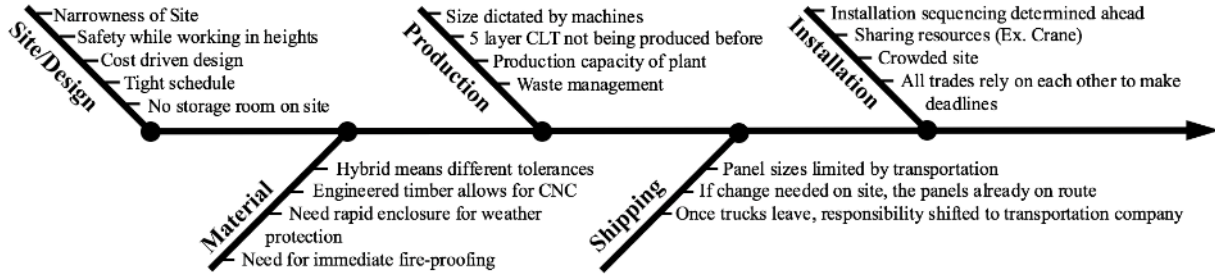 Site/Design
Narrowness of Site
Safety while working in heights
Cost driven design
Tight schedule
No storage room on site
Production
Size dictated by machines
5 layer CLT not being produced before
Production capacity of plant
Waste management
Installation
Installation sequencing determined ahead
Sharing resources (Ex. Crane)
Crowded site
All trades rely on each other to make
deadlines
Material
Hybrid means different tolerances
Engineered timber allows for CNC
Need rapid enclosure for weather
protection
Need for immediate fire-proofing
Shipping
Panel sizes limited by transportation
If change needed on site, the panels already on route
Once trucks leave, responsibility shifted to transportation company